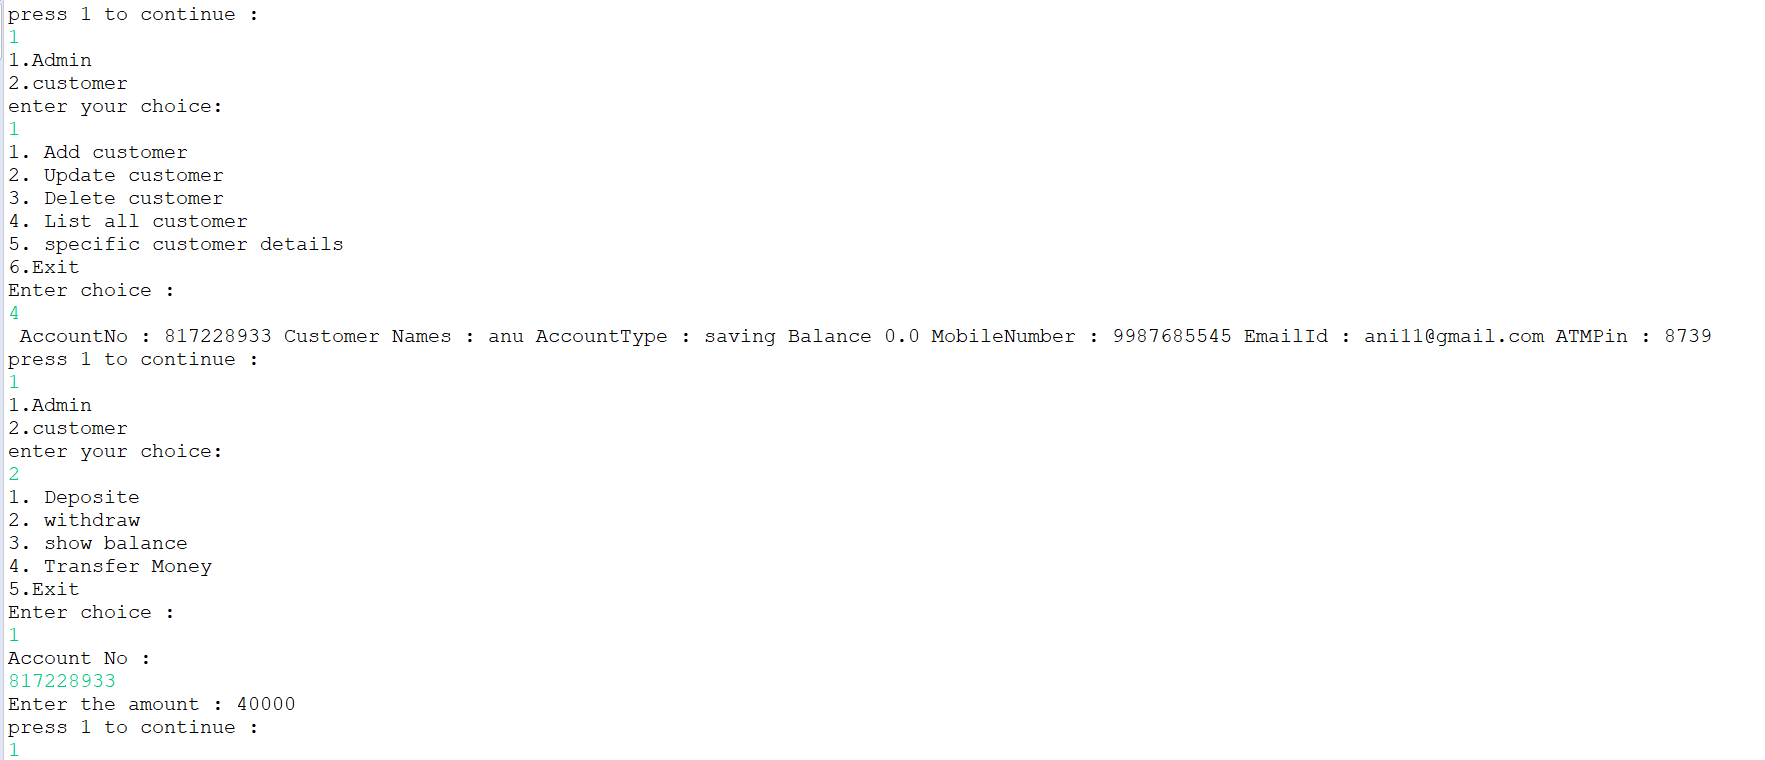 press 1 to continue :
1
1.Admin
2.customer
enter your choice:
1
1. Add customer
2. Update customer
3. Delete customer
4. List all customer
5. specific customer details
6.Exit
Enter choice :
4
AccountNo : 817228933 Customer Names : anu AccountType : saving Balance 0.0 MobileNumber : 9987685545 EmailId : ani11@gmail.com ATMPin : 8739
press 1 to continue :
1
1.Admin
2.customer
enter your choice:
2
1. Deposite
2. withdraw
3. show balance
4. Transfer Money
5.Exit
Enter choice :
1
Account No :
817228933
Enter the amount : 40000
press 1 to continue :
1